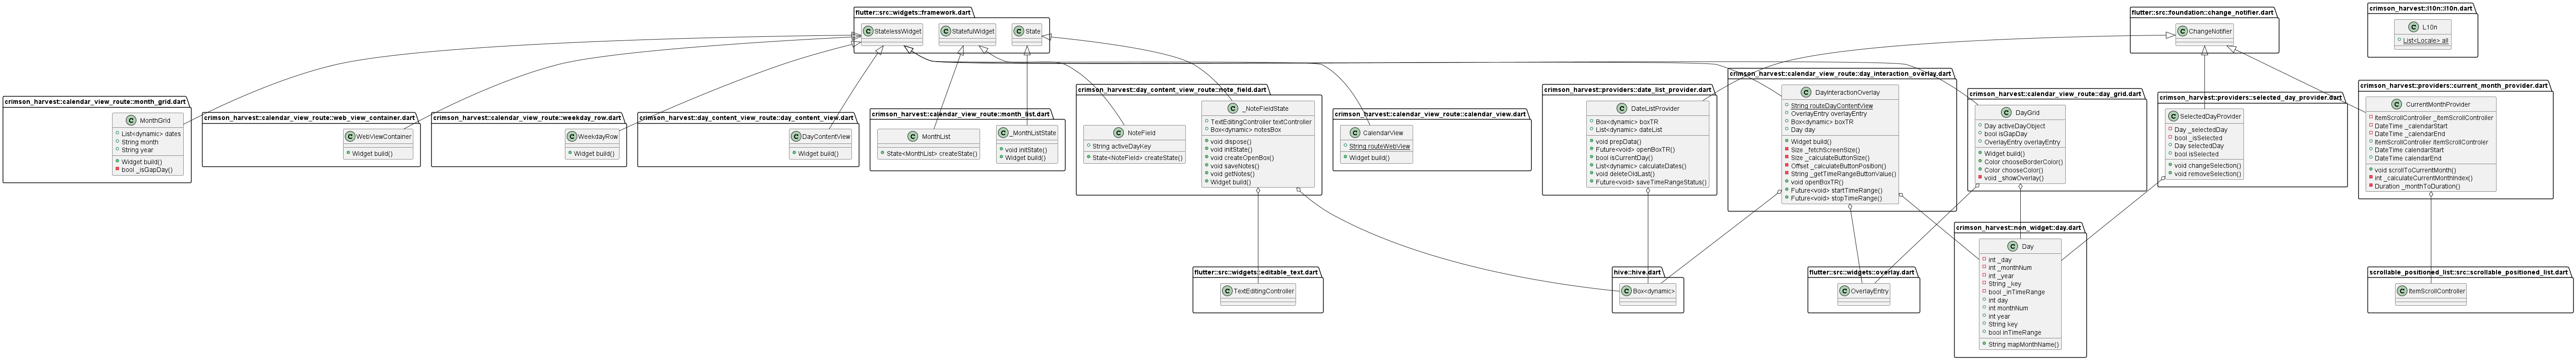 flutter::src::widgets::framework.dart
StatelessWidget
StatefulWidget
State
flutter::src::foundation::change_notifier.dart
ChangeNotifier
crimson_harvest::l10n::l10n.dart
L10n
List<Locale> all
crimson_harvest::calendar_view_route::month_grid.dart
MonthGrid
List<dynamic> dates
String month
String year
Widget build()
bool _isGapDay()
crimson_harvest::calendar_view_route::web_view_container.dart
WebViewContainer
Widget build()
crimson_harvest::calendar_view_route::weekday_row.dart
WeekdayRow
Widget build()
crimson_harvest::day_content_view_route::day_content_view.dart
DayContentView
Widget build()
crimson_harvest::calendar_view_route::month_list.dart
MonthList
State<MonthList> createState()
_MonthListState
void initState()
Widget build()
crimson_harvest::day_content_view_route::note_field.dart
NoteField
String activeDayKey
State<NoteField> createState()
_NoteFieldState
TextEditingController textController
Box<dynamic> notesBox
void dispose()
void initState()
void createOpenBox()
void saveNotes()
void getNotes()
Widget build()
crimson_harvest::calendar_view_route::calendar_view.dart
CalendarView
String routeWebView
Widget build()
crimson_harvest::providers::date_list_provider.dart
DateListProvider
Box<dynamic> boxTR
List<dynamic> dateList
void prepData()
Future<void> openBoxTR()
bool isCurrentDay()
List<dynamic> calculateDates()
void deleteOldLast()
Future<void> saveTimeRangeStatus()
crimson_harvest::calendar_view_route::day_interaction_overlay.dart
DayInteractionOverlay
String routeDayContentView
OverlayEntry overlayEntry
Box<dynamic> boxTR
Day day
Widget build()
Size _fetchScreenSize()
Size _calculateButtonSize()
Offset _calculateButtonPosition()
String _getTimeRangeButtonValue()
void openBoxTR()
Future<void> startTimeRange()
Future<void> stopTimeRange()
crimson_harvest::calendar_view_route::day_grid.dart
DayGrid
Day activeDayObject
bool isGapDay
OverlayEntry overlayEntry
Widget build()
Color chooseBorderColor()
Color chooseColor()
void _showOverlay()
crimson_harvest::providers::selected_day_provider.dart
SelectedDayProvider
Day _selectedDay
bool _isSelected
Day selectedDay
bool isSelected
void changeSelection()
void removeSelection()
crimson_harvest::providers::current_month_provider.dart
CurrentMonthProvider
ItemScrollController _itemScrollController
DateTime _calendarStart
DateTime _calendarEnd
ItemScrollController itemScrollControler
DateTime calendarStart
DateTime calendarEnd
void scrollToCurrentMonth()
int _calculateCurrentMonthIndex()
Duration _monthToDuration()
crimson_harvest::non_widget::day.dart
Day
int _day
int _monthNum
int _year
String _key
bool _inTimeRange
int day
int monthNum
int year
String key
bool inTimeRange
String mapMonthName()
flutter::src::widgets::editable_text.dart
TextEditingController
hive::hive.dart
Box<dynamic>
flutter::src::widgets::overlay.dart
OverlayEntry
scrollable_positioned_list::src::scrollable_positioned_list.dart
ItemScrollController